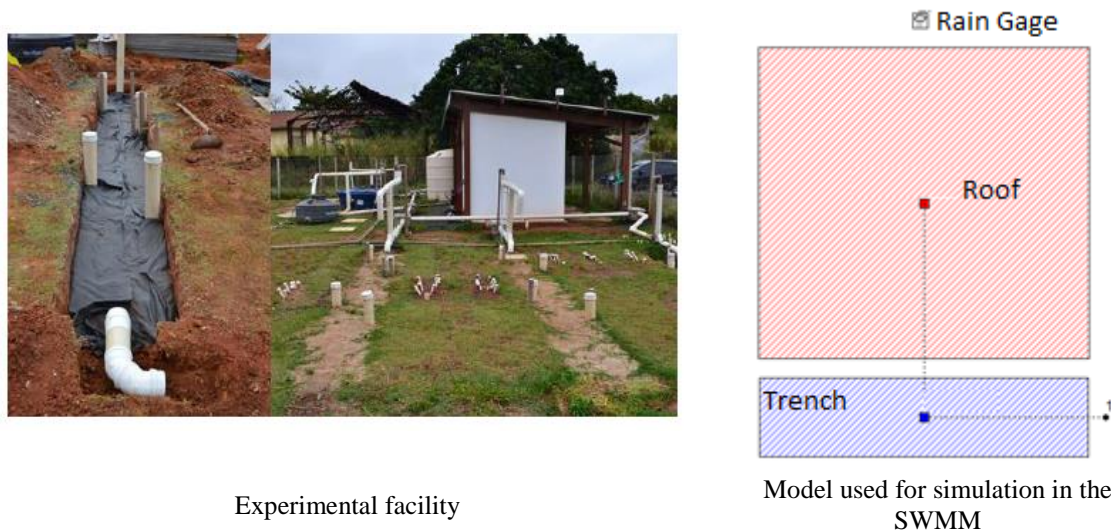 Rain Gage
Roof
Trench
Experimental facility
Model used for simulation in the
SWMM